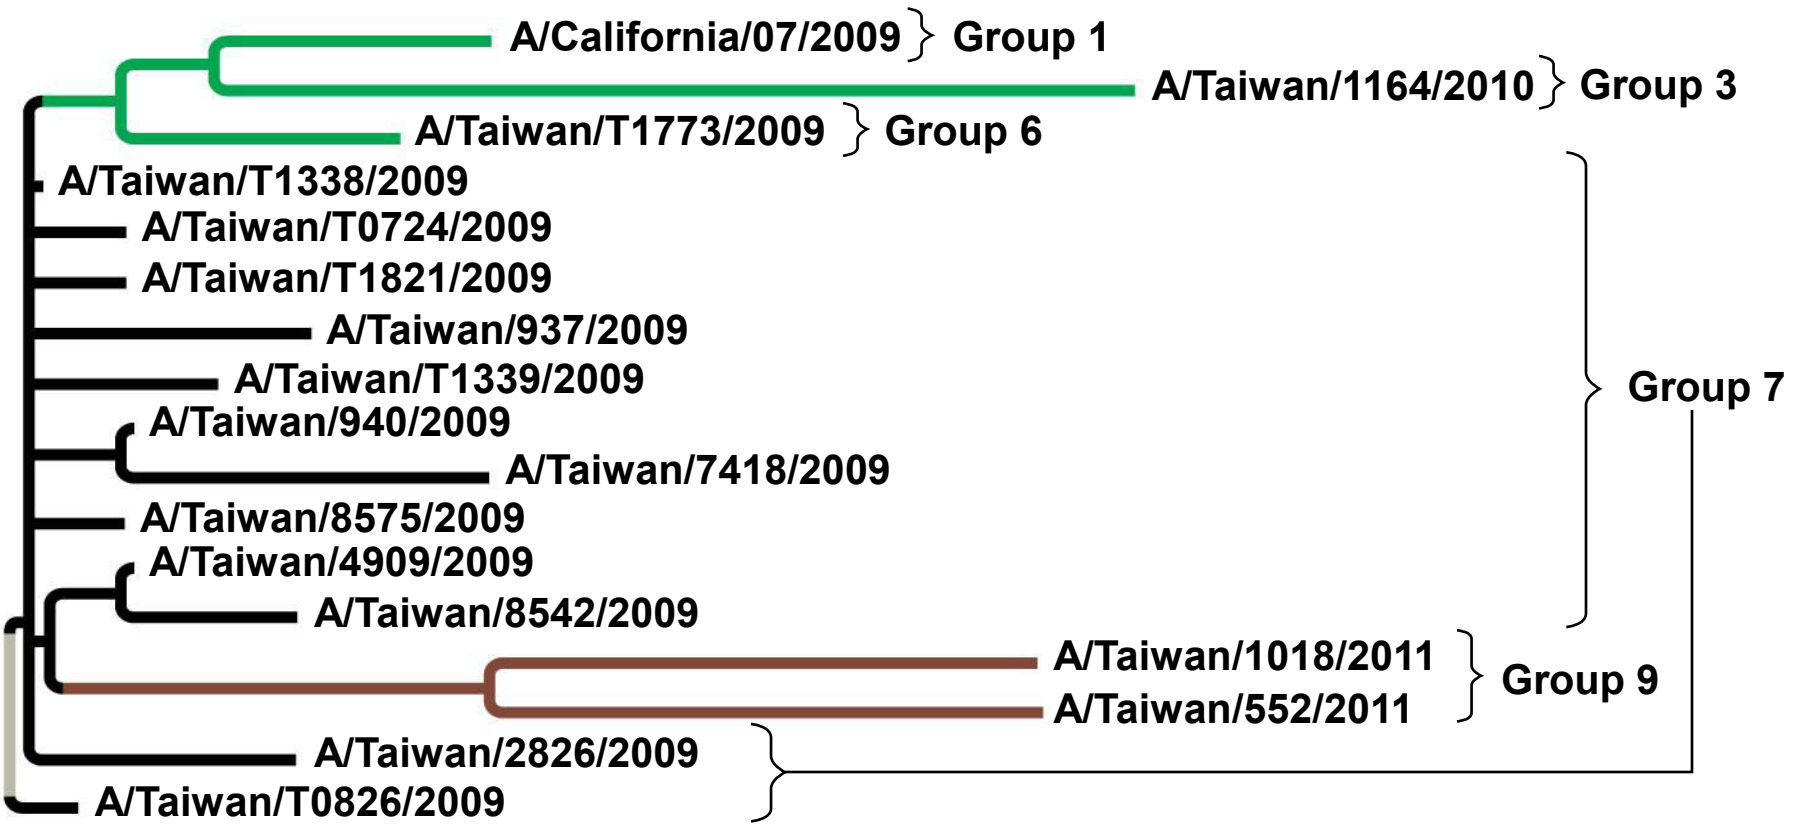 A/California/07/2009 Group 1
A/Taiwan/1164/2010 Group 3
A/Taiwan/T1773/2009 Group 6
A/Taiwan/T1338/2009
A/Taiwan/T0724/2009
A/Taiwan/T1821/2009
A/Taiwan/937/2009
A/Taiwan/T1339/2009
Group 7
A/Taiwan/940/2009
A/Taiwan/7418/2009
A/Taiwan/8575/2009
A/Taiwan/4909/2009
A/Taiwan/8542/2009
A/Taiwan/1018/2011
Group 9
A/Taiwan/552/2011
A/Taiwan/2826/2009
A/Taiwan/T0826/2009